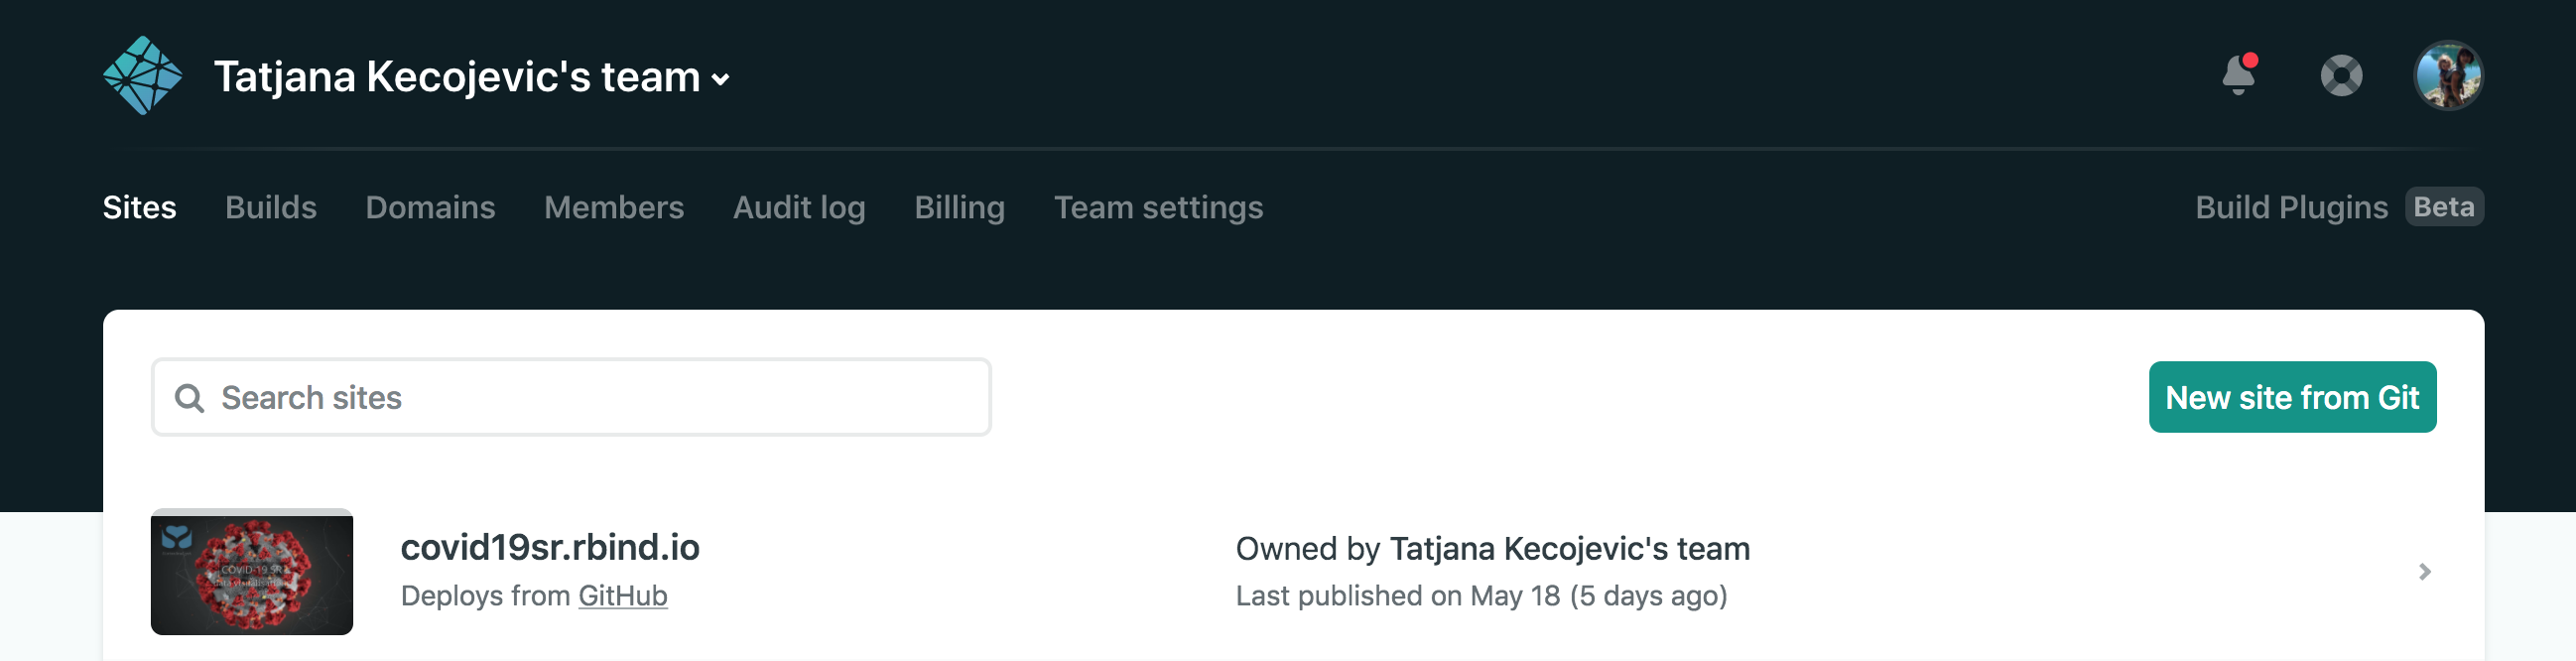 Tatjana Kecojevic's team
Sites Builds Domains Members Audit log Billing Team settings Build Plugins Beta
Search sites
New site from Git
COVID-19 SR
covid19sr.rbind.io
Deploys from GitHub
Owned by Tatjana Kecojevic's team
Last published on May 18 (5 days ago)